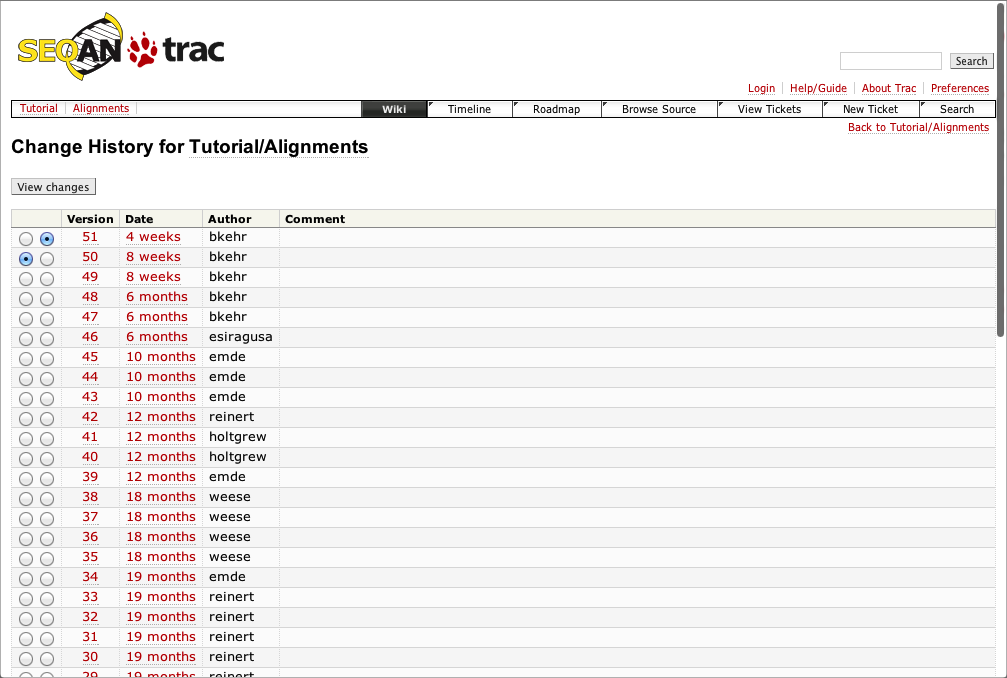 SEQAN trac
Search
Login Help/Guide About Trac Preferences
Tutorial Alignments Wiki Timeline Roadmap Browse Source View Tickets New Ticket Search
Back to Tutorial/Alignments
Change History for Tutorial/Alignments
View changes
Version Date Author Comment
51 4 weeks bkehr
50 8 weeks bkehr
49 8 weeks bkehr
48 6 months bkehr
47 6 months bkehr
46 6 months esiragusa
45 10 months emde
44 10 months emde
43 10 months emde
42 12 months reinert
41 12 months holtgrew
40 12 months holtgrew
39 12 months emde
38 18 months weese
37 18 months weese
36 18 months weese
35 18 months weese
34 19 months emde
33 19 months reinert
32 19 months reinert
31 19 months reinert
30 19 months reinert
29 19 months reinert